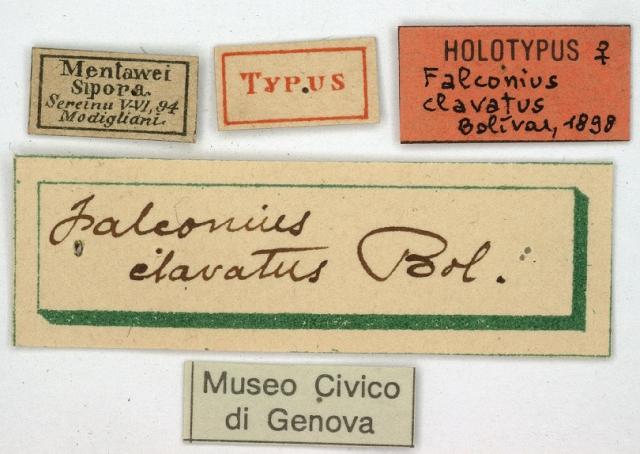 Mentawei
Sipora.
Sereinu V-VI, 94
Modigliani.
TYPUS
HOLOTYPUS ♀
Falconius
clavatus
Bolívar, 1898
Falconius
clavatus Bol.
Museo Civico
di Genova